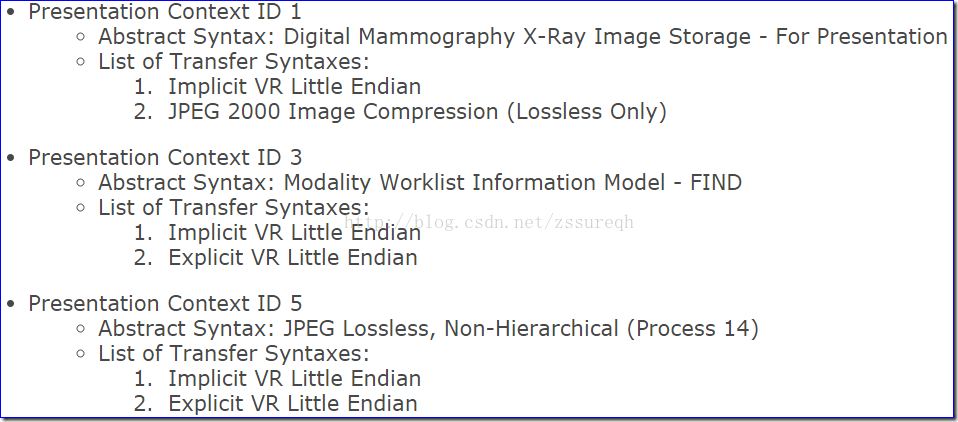 Presentation Context ID 1
Abstract Syntax: Digital Mammography X-Ray Image Storage - For Presentation
List of Transfer Syntaxes:
1. Implicit VR Little Endian
2. JPEG 2000 Image Compression (Lossless Only)
Presentation Context ID 3
Abstract Syntax: Modality Worklist Information Model - FIND
List of Transfer Syntaxes:
http://blog.csdn.net/zssureqh
1. Implicit VR Little Endian
2. Explicit VR Little Endian
Presentation Context ID 5
Abstract Syntax: JPEG Lossless, Non-Hierarchical (Process 14)
List of Transfer Syntaxes:
1. Implicit VR Little Endian
2. Explicit VR Little Endian